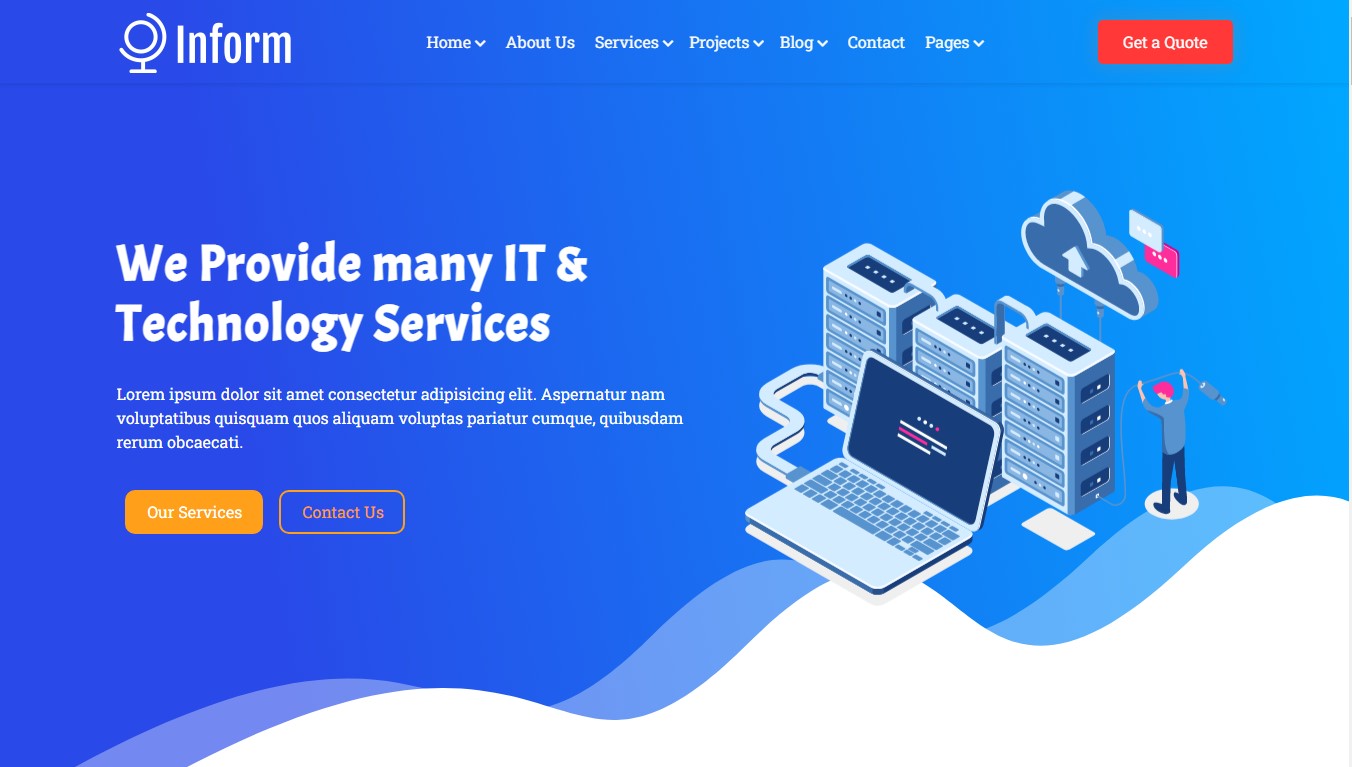 Inform
Home
About Us
Services
Projects
Blog
Contact
Pages
Get a Quote
We Provide many IT &
Technology Services
Lorem ipsum dolor sit amet consectetur adipisicing elit. Aspernatur nam
voluptatibus quisquam quos aliquam voluptas pariatur cumque, quibusdam
rerum obcaecati.
Our Services
Contact Us